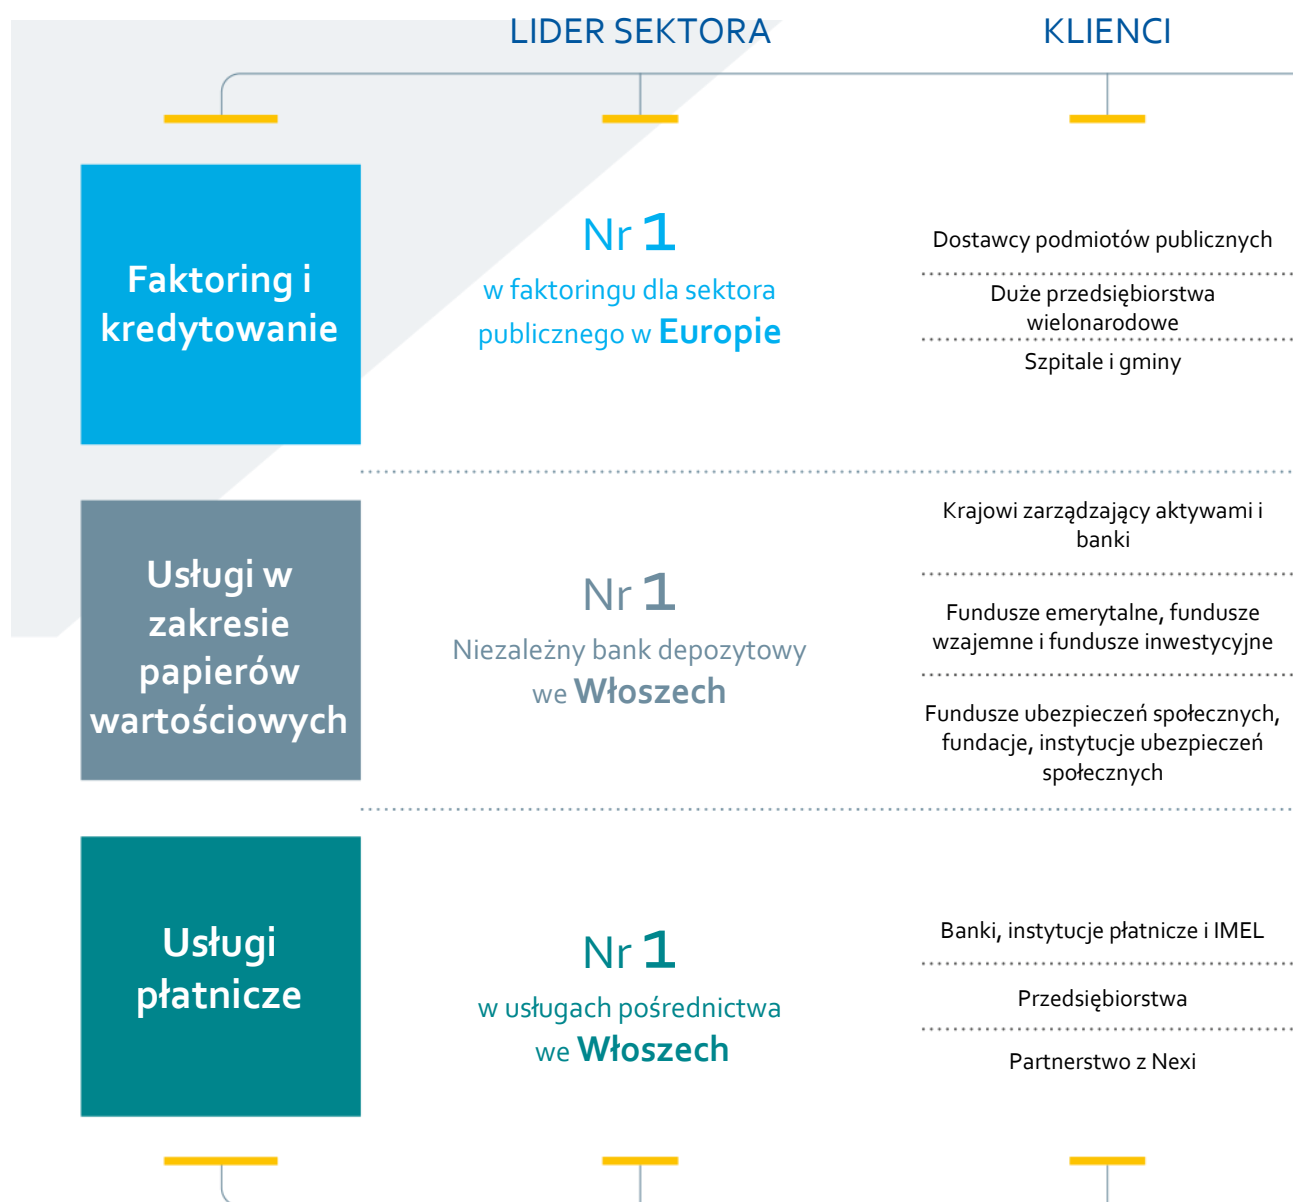 LIDER SEKTORA
KLIENCI
Faktoring i
kredytowanie
Nr 1
w faktoringu dla sektora
publicznego w Europie
Dostawcy podmiotów publicznych
Duże przedsiębiorstwa
wielonarodowe
Szpitale i gminy
Usługi w
zakresie
papierów
wartościowych
Nr 1
Niezależny bank depozytowy
we Włoszech
Krajowi zarządzający aktywami i
banki
Fundusze emerytalne, fundusze
wzajemne i fundusze inwestycyjne
Fundusze ubezpieczeń społecznych,
fundacje, instytucje ubezpieczeń
społecznych
Usługi
płatnicze
Nr 1
w usługach pośrednictwa
we Włoszech
Banki, instytucje płatnicze i IMEL
Przedsiębiorstwa
Partnerstwo z Nexi